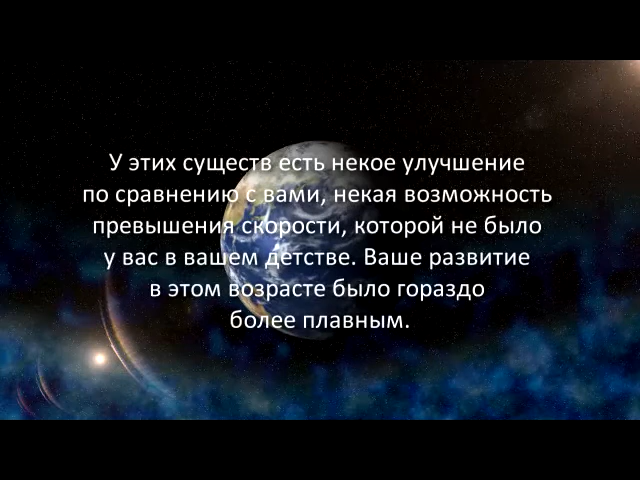 У этих существ есть некое улучшение
по сравнению с вами, некая возможность
превышения скорости, которой не было
у вас в вашем детстве. Ваше развитие
в этом возрасте было гораздо
более плавным.